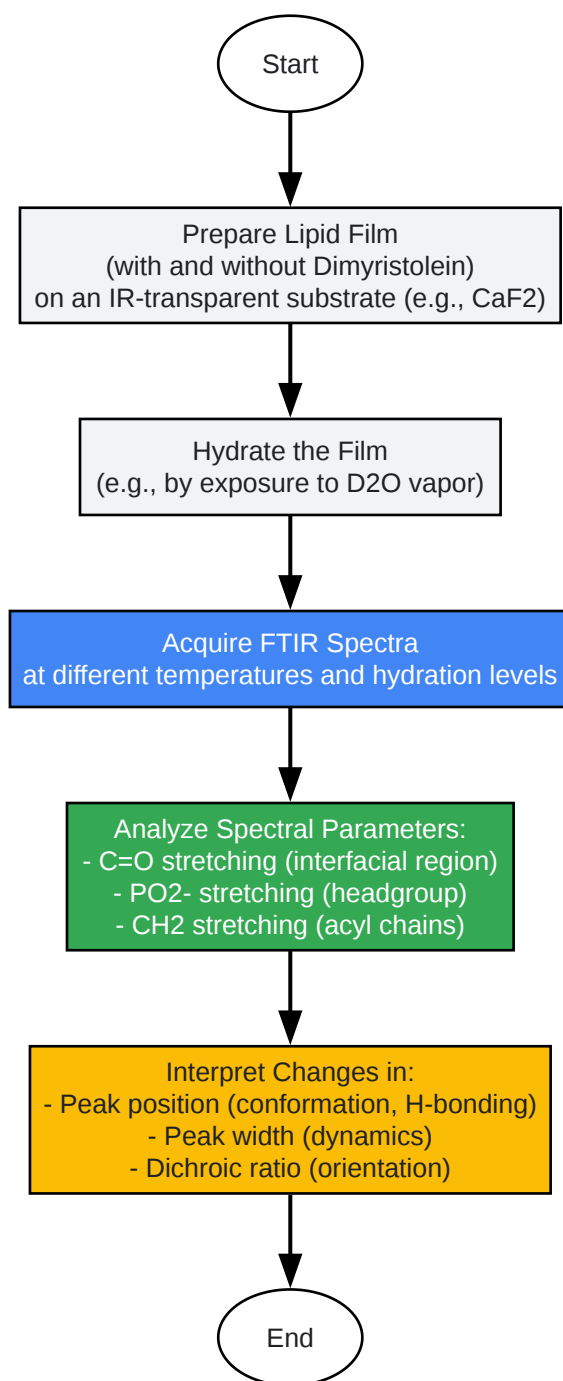 Start
Prepare Lipid Film
(with and without Dimyristolein)
on an IR-transparent substrate (e.g., CaF2)
Hydrate the Film
(e.g., by exposure to D2O vapor)
Acquire FTIR Spectra
at different temperatures and hydration levels
Analyze Spectral Parameters:
- C=O stretching (interfacial region)
- PO2- stretching (headgroup)
- CH2 stretching (acyl chains)
Interpret Changes in:
- Peak position (conformation, H-bonding)
- Peak width (dynamics)
- Dichroic ratio (orientation)
End